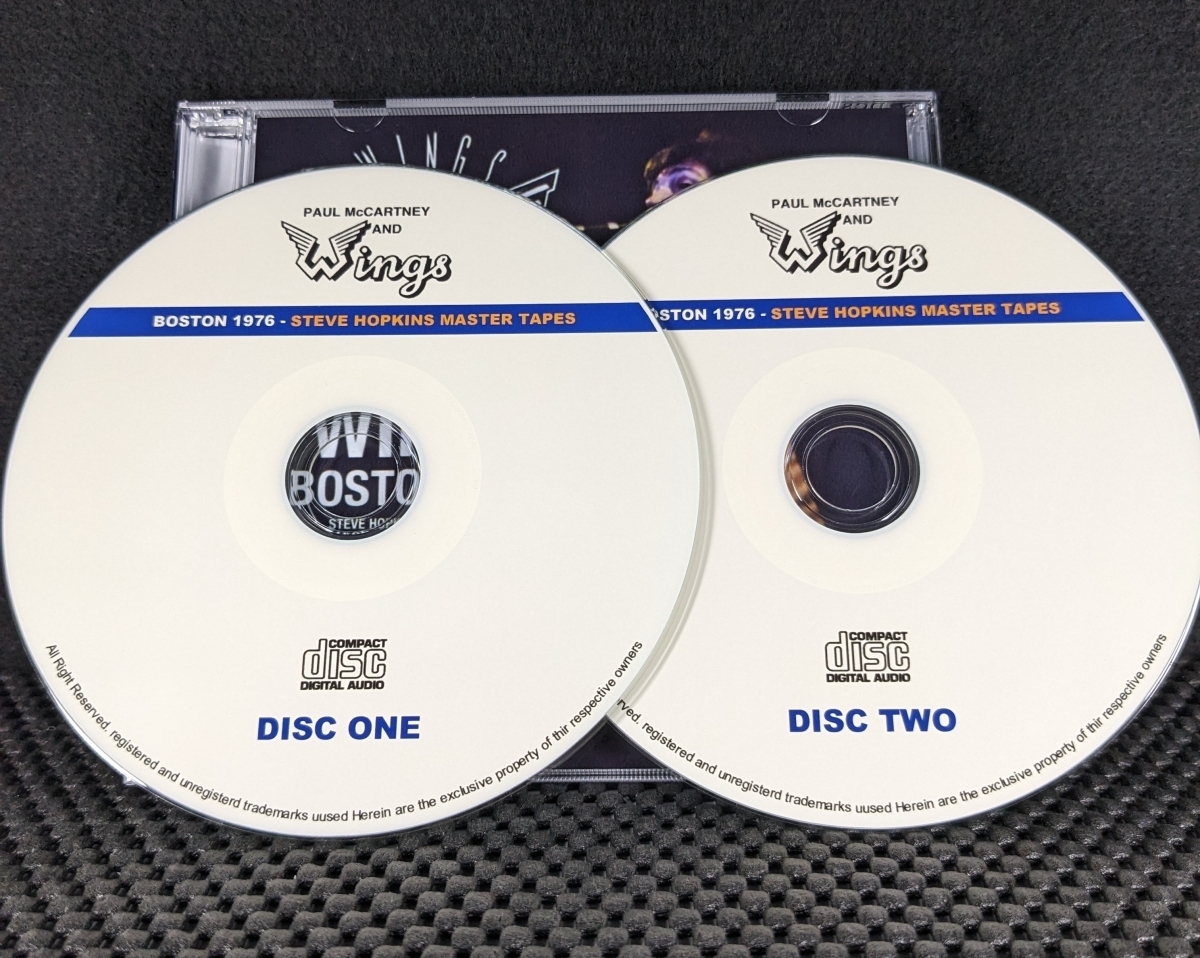 WINGS
PAUL McCARTNEY
AND
Wings
BOSTON 1976 - STEVE HOPKINS MASTER TAPES
WI
BOSTO
STEVE HOP
COMPACT
disc
DIGITAL AUDIO
DISC ONE
All Right Reserved. registered and unregisterd trademarks uused Herein are the exclusive property of thir respective owners
PAUL McCARTNEY
AND
Wings
OSTON 1976 - STEVE HOPKINS MASTER TAPES
COMPACT
disc
DIGITAL AUDIO
DISC TWO
rved. registered and unregisterd trademarks uused Herein are the exclusive property of thir respective owners